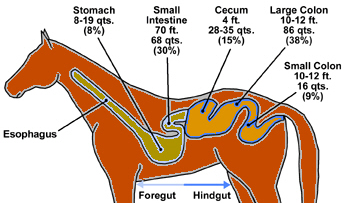 Stomach
8-19 qts.
(8%)
Small
Intestine
70 ft.
68 qts.
(30%)
Cecum
4 ft.
28-35 qts.
(15%)
Large Colon
10-12 ft.
86 qts.
(38%)
Small Colon
10-12 ft.
16 qts.
(9%)
Esophagus
Foregut
Hindgut